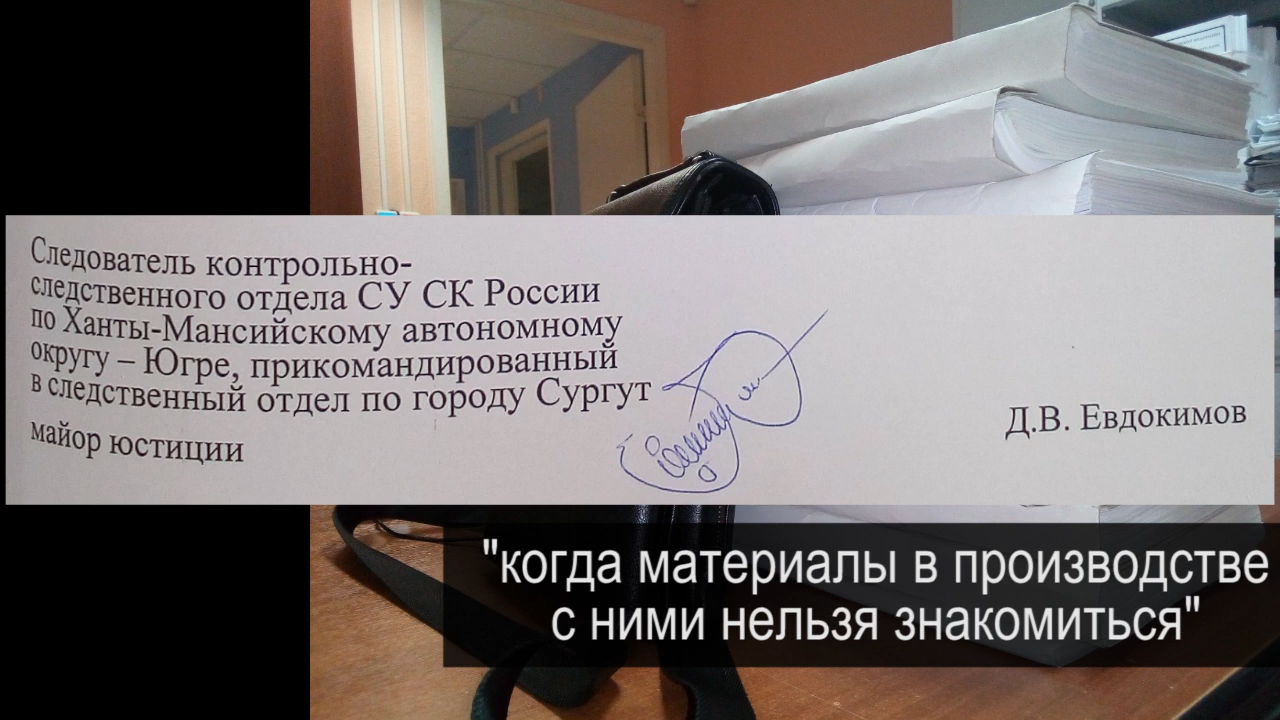 Следователь контрольно-
следственного отдела СУ СК России
по Ханты-Мансийскому автономному
округу – Югре, прикомандированный
в следственный отдел по городу Сургут
майор юстиции
Д.В. Евдокимов
"когда материалы в производстве
с ними нельзя знакомиться"